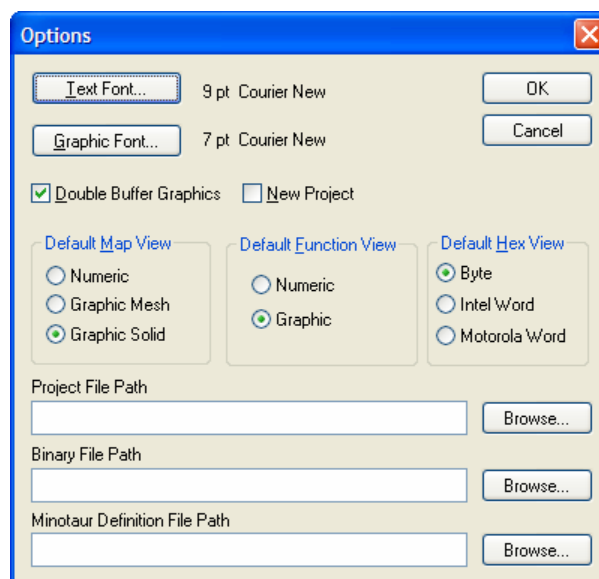 Options
Text Font... 9 pt Courier New OK
Graphic Font... 7 pt Courier New Cancel
Double Buffer Graphics New Project
Default Map View
Numeric
Graphic Mesh
Graphic Solid
Default Function View
Numeric
Graphic
Default Hex View
Byte
Intel Word
Motorola Word
Project File Path
Browse...
Binary File Path
Browse...
Minotaur Definition File Path
Browse...